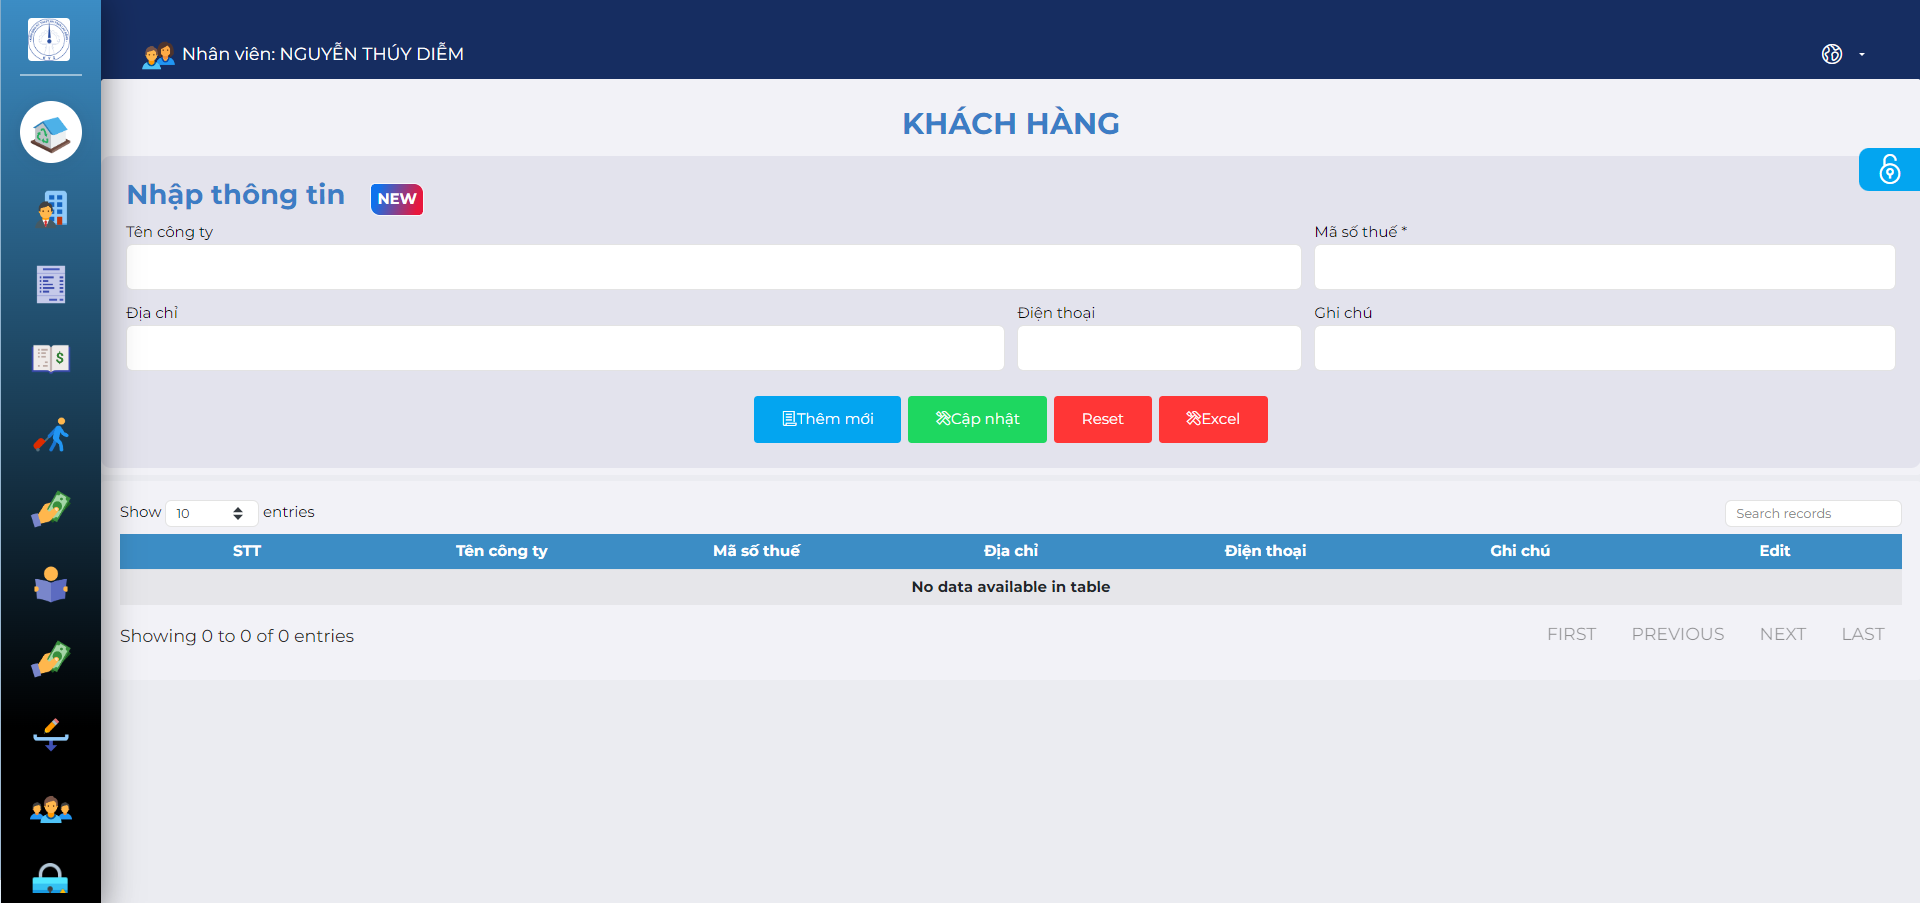 Nhân viên: NGUYỄN THÚY DIỄM
KHÁCH HÀNG
Nhập thông tin NEW
Tên công ty Mã số thuế *
Địa chỉ Điện thoại Ghi chú
Thêm mới Cập nhật Reset Excel
Show 10 entries Search records
STT Tên công ty Mã số thuế Địa chỉ Điện thoại Ghi chú Edit
No data available in table
Showing 0 to 0 of 0 entries FIRST PREVIOUS NEXT LAST